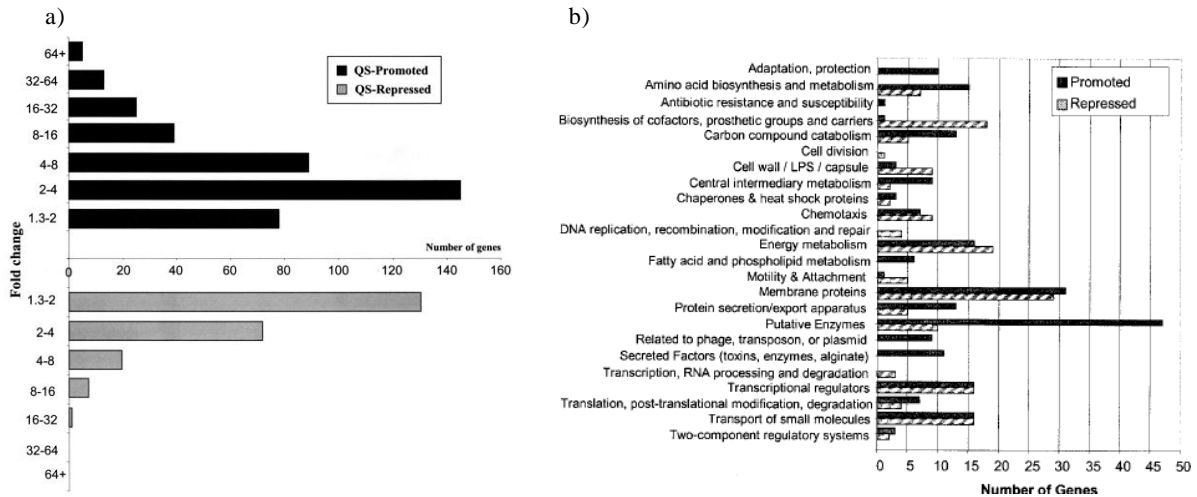 a)
64+
32-64
16-32
8-16
4-8
2-4
1.3-2
QS-Promoted
QS-Repressed
Fold change
Number of genes
0 20 40 60 80 100 120 140 160
1.3-2
2-4
4-8
8-16
16-32
32-64
64+
b)
Adaptation, protection
Amino acid biosynthesis and metabolism
Antibiotic resistance and susceptibility
Biosynthesis of cofactors, prosthetic groups and carriers
Carbon compound catabolism
Cell division
Cell wall / LPS / capsule
Central intermediary metabolism
Chaperones & heat shock proteins
Chemotaxis
DNA replication, recombination, modification and repair
Energy metabolism
Fatty acid and phospholipid metabolism
Motility & Attachment
Membrane proteins
Protein secretion/export apparatus
Putative Enzymes
Related to phage, transposon, or plasmid
Secreted Factors (toxins, enzymes, alginate)
Transcription, RNA processing and degradation
Transcriptional regulators
Translation, post-translational modification, degradation
Transport of small molecules
Two-component regulatory systems
Promoted
Repressed
0 5 10 15 20 25 30 35 40 45 50
Number of Genes